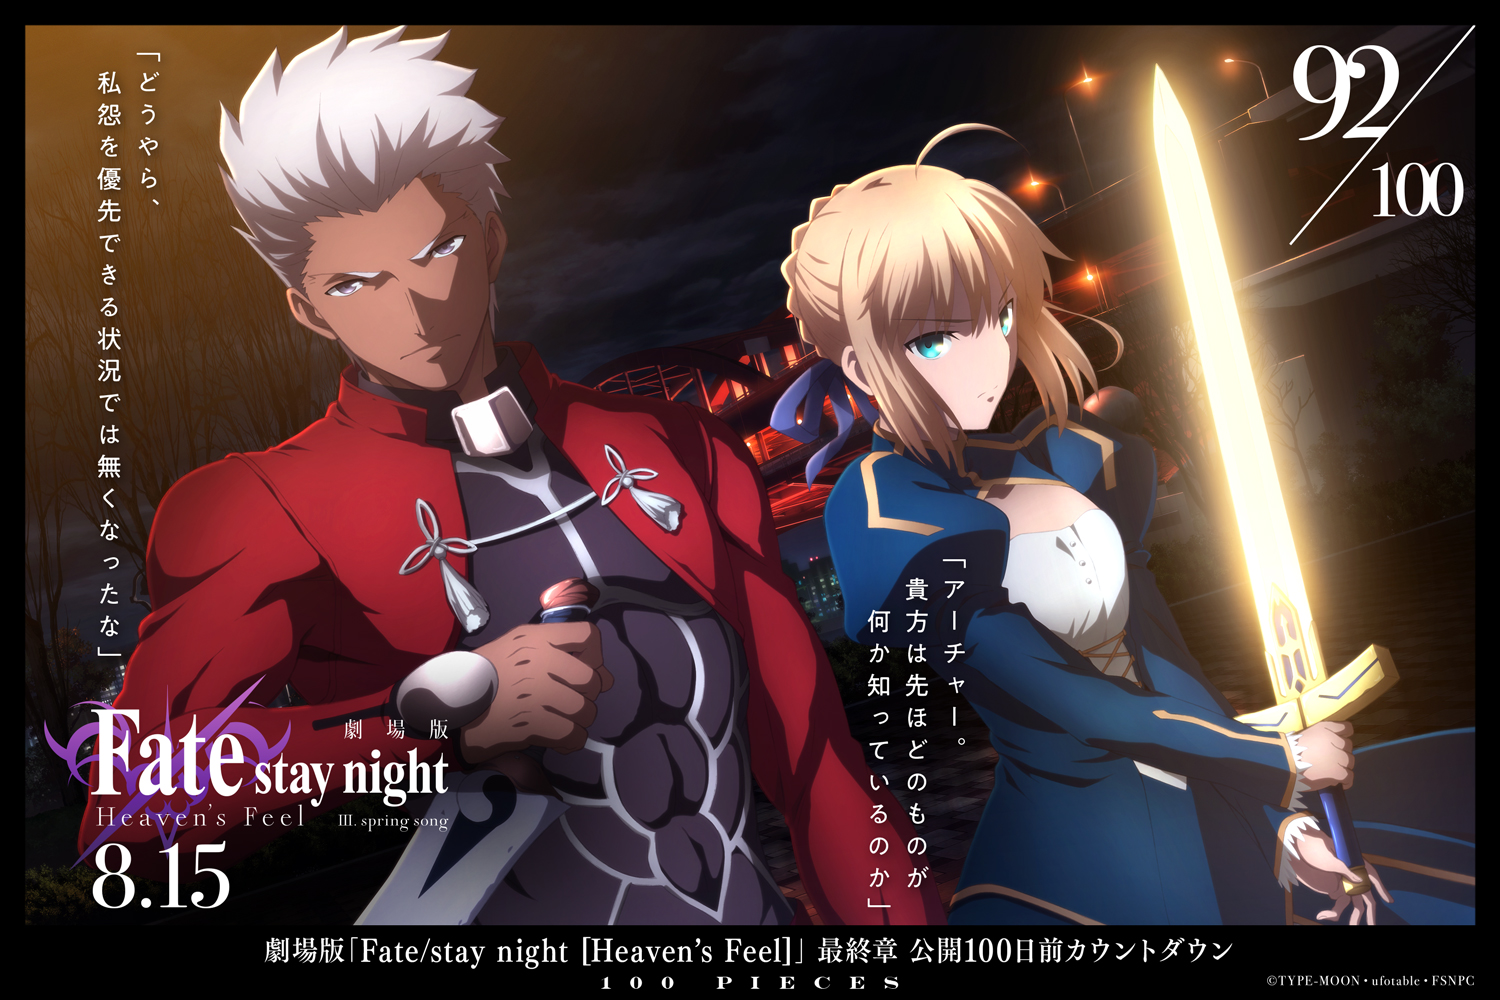 「どうやら、
私怨を優先できる状況では無くなったな」
92/100
「アーチャー。
貴方は先ほどのものが
何か知っているのか」
劇場版
Fate stay night
Heaven's Feel III. spring song
8.15
劇場版「Fate/stay night [Heaven's Feel]」 最終章 公開100日前カウントダウン
100 PIECES
©TYPE-MOON・ufotable・FSNPC